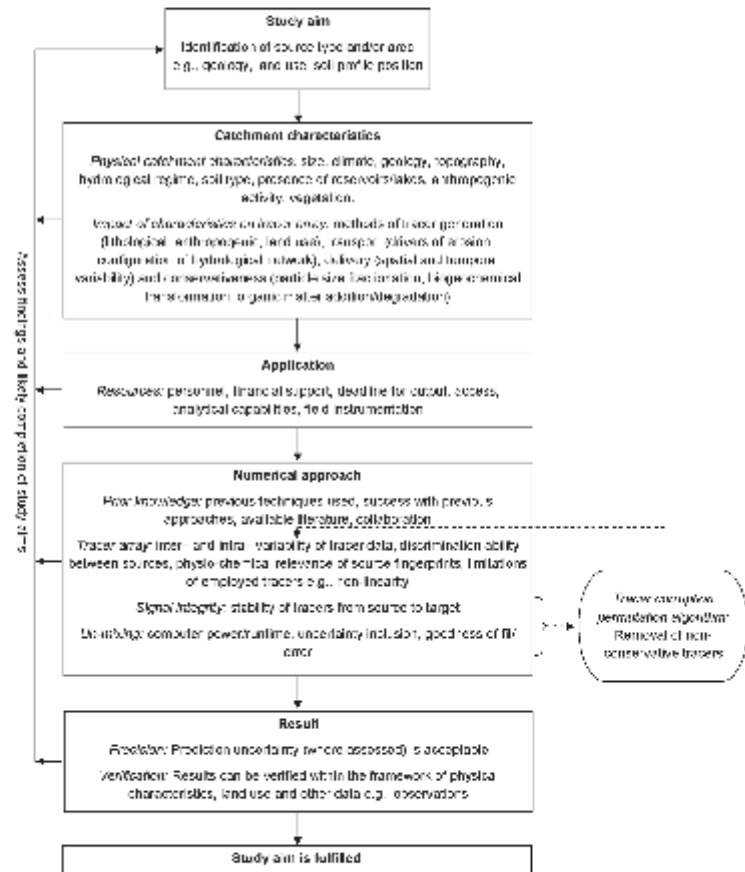 Study aim
Identification of source type and/or area
e.g., geology, land use, soil profile position
Catchment characteristics
Physical catchment characteristics: size, climate, geology, topography,
hydrological regime, soil type, presence of reservoirs/lakes, anthropogenic
activity, vegetation.
Impact of characteristics on tracer array: methods of tracer generation
(lithological, anthropogenic, land use), transport (drivers of erosion,
configuration of hydrological network), delivery (spatial and temporal
variability) and conservativeness (particle size fractionation, biogeochemical
transformation, organic matter addition/degradation)
Application
Resources: personnel, financial support, deadline for output, access,
analytical capabilities, field instrumentation
Numerical approach
Prior knowledge: previous techniques used, success with previous
approaches, available literature, collaboration
Tracer array: inter- and intra- variability of tracer data, discrimination ability
between sources, physio-chemical relevance of source fingerprints, limitations
of employed tracers e.g., non-linearity
Signal integrity: stability of tracers from source to target
Un-mixing: computer power/runtime, uncertainty inclusion, goodness of fit/
error
Tracer corruption
permutation algorithm:
Removal of non-
conservative tracers
Result
Precision: Prediction uncertainty (where assessed) is acceptable
Verification: Results can be verified within the framework of physical
characteristics, land use and other data e.g., observations
Study aim is fulfilled
Assess findings and likely completion of study aims